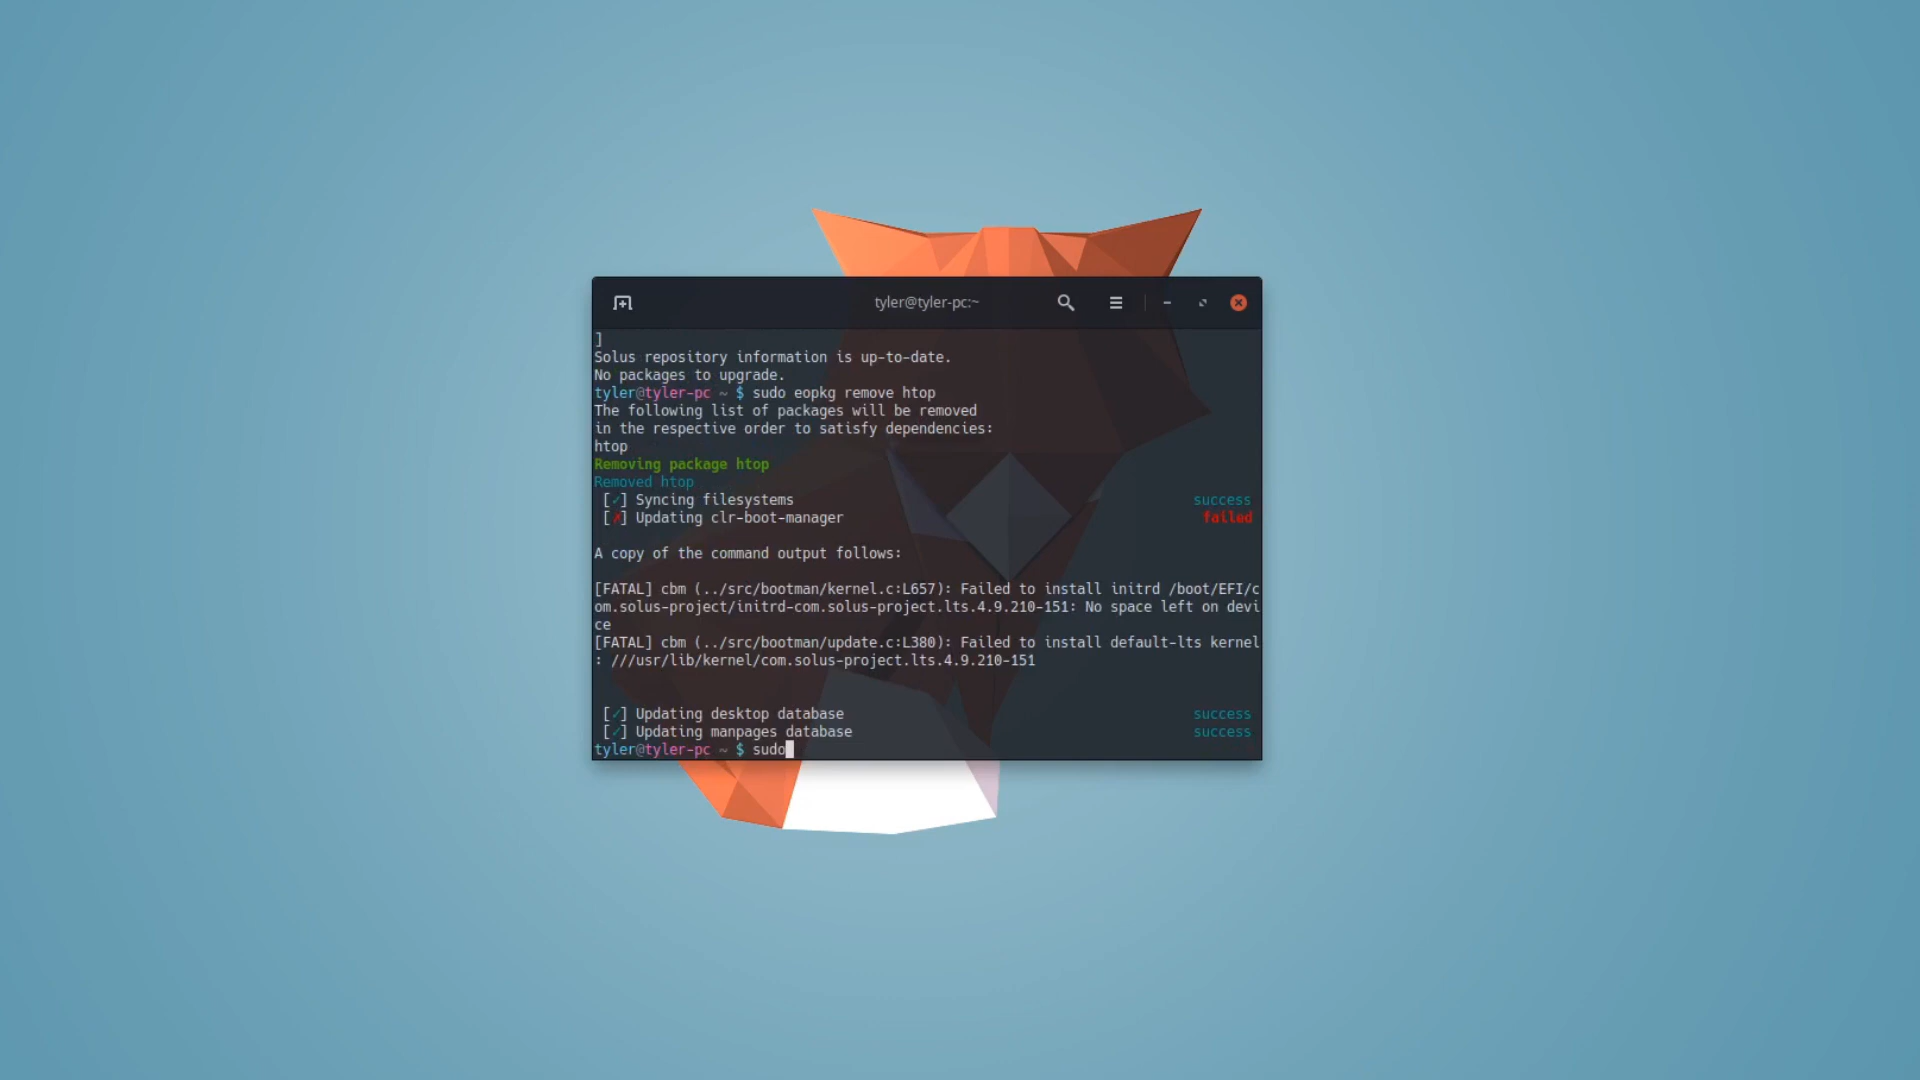 tyler@tyler-pc:~
]
Solus repository information is up-to-date.
No packages to upgrade.
tyler@tyler-pc ~ $ sudo eopkg remove htop
The following list of packages will be removed
in the respective order to satisfy dependencies:
htop
Removing package htop
Removed htop
[✓] Syncing filesystems success
[✗] Updating clr-boot-manager failed
A copy of the command output follows:
[FATAL] cbm (../src/bootman/kernel.c:L657): Failed to install initrd /boot/EFI/c
om.solus-project/initrd-com.solus-project.lts.4.9.210-151: No space left on devi
ce
[FATAL] cbm (../src/bootman/update.c:L380): Failed to install default-lts kernel
: ///usr/lib/kernel/com.solus-project.lts.4.9.210-151
[✓] Updating desktop database success
[✓] Updating manpages database success
tyler@tyler-pc ~ $ sudo